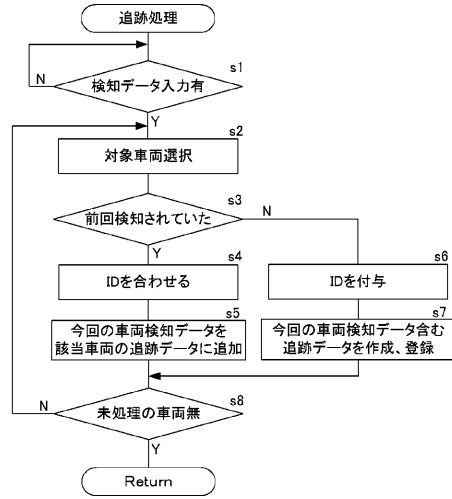 追跡処理
s1
N
検知データ入力有
Y
s2
対象車両選択
s3
前回検知されていた
N
Y
s4
IDを合わせる
s6
IDを付与
s5
今回の車両検知データを
該当車両の追跡データに追加
s7
今回の車両検知データ含む
追跡データを作成、登録
N
s8
未処理の車両無
Y
Return